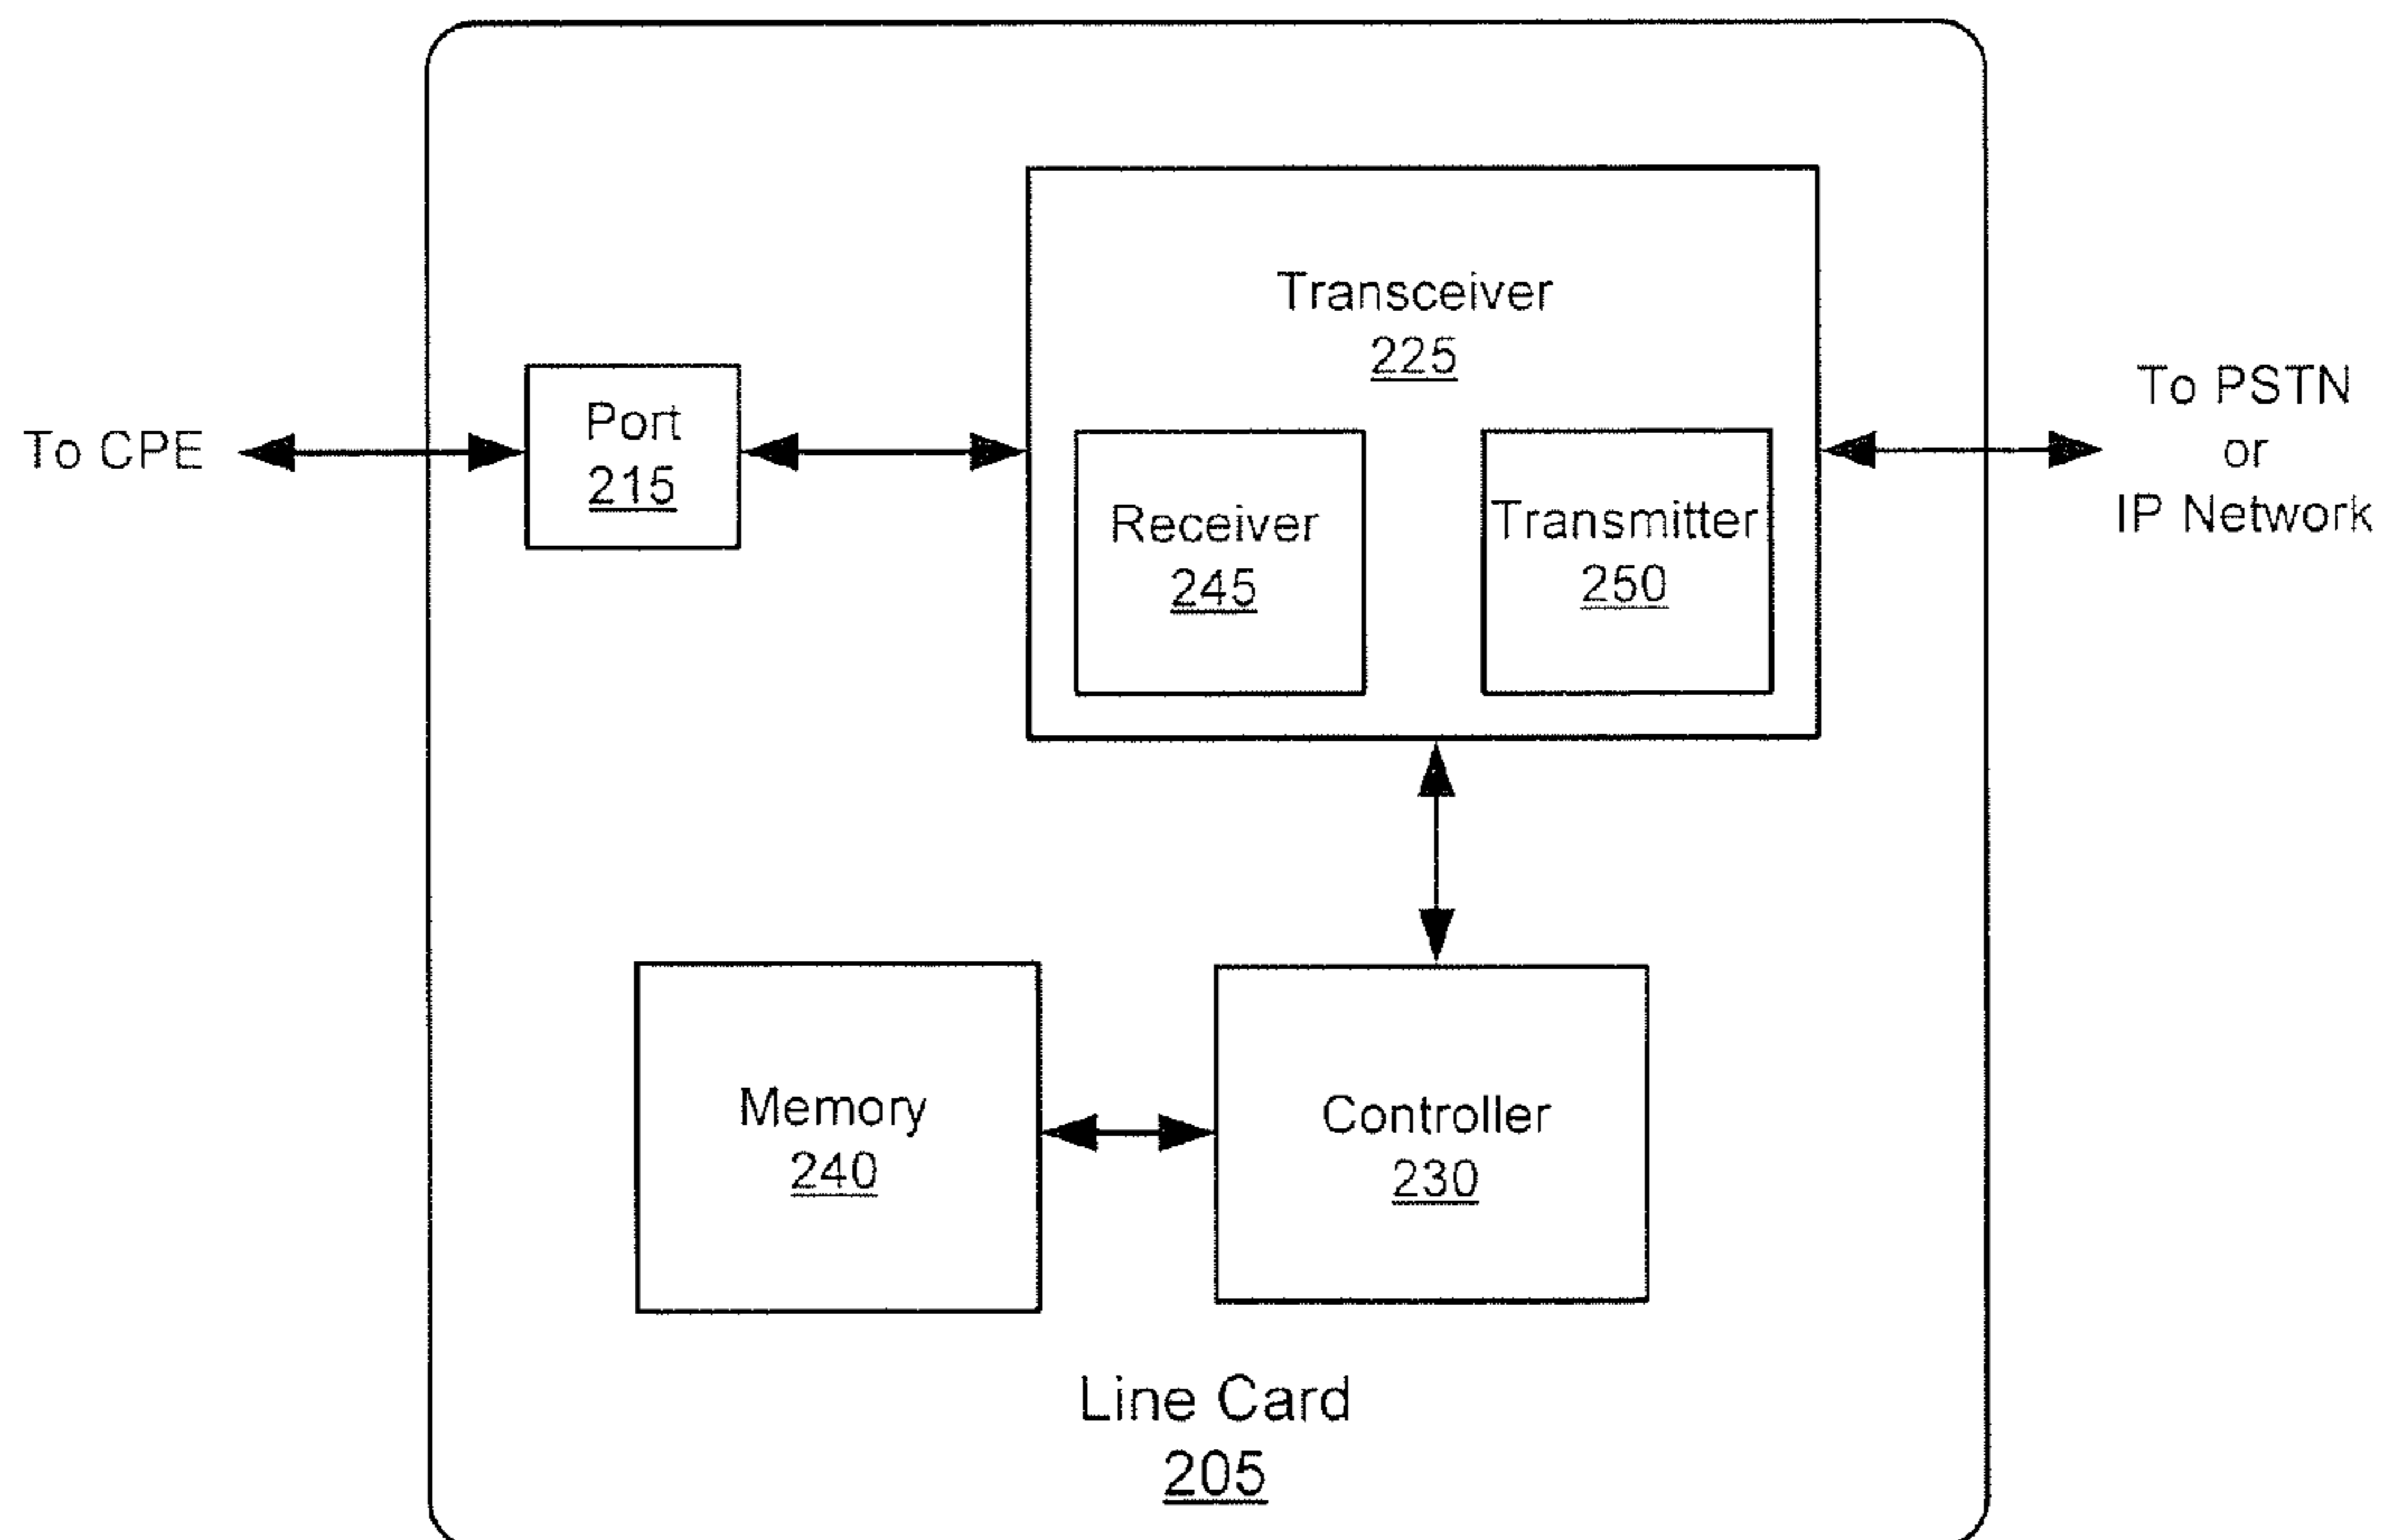 Transceiver
225
To CPE
Port
215
Receiver
245
Transmitter
250
To PSTN
or
IP Network
Memory
240
Controller
230
Line Card
205